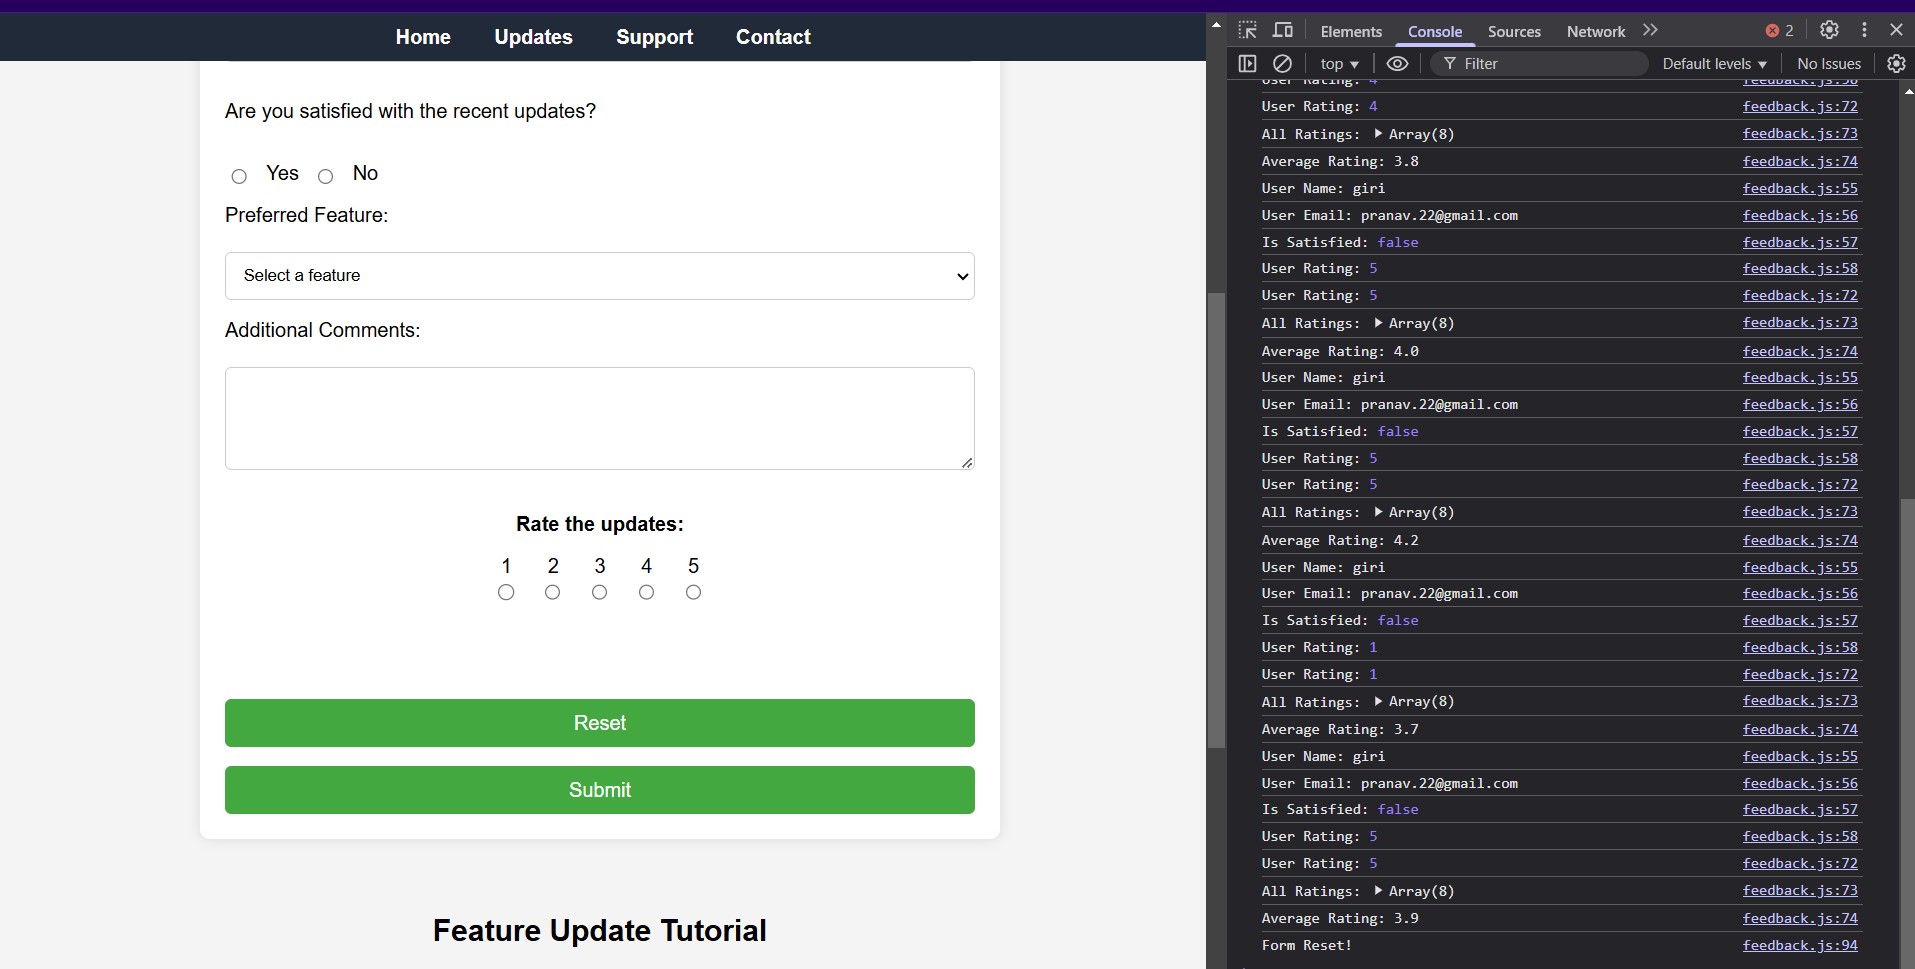 Home Updates Support Contact
Are you satisfied with the recent updates?
Yes No
Preferred Feature:
Select a feature
Additional Comments:
Rate the updates:
1 2 3 4 5
Reset
Submit
Feature Update Tutorial
Elements Console Sources Network 2
top Filter Default levels No Issues
User Rating: 4 feedback.js:58
User Rating: 4 feedback.js:72
All Ratings: Array(8) feedback.js:73
Average Rating: 3.8 feedback.js:74
User Name: giri feedback.js:55
User Email: pranav.22@gmail.com feedback.js:56
Is Satisfied: false feedback.js:57
User Rating: 5 feedback.js:58
User Rating: 5 feedback.js:72
All Ratings: Array(8) feedback.js:73
Average Rating: 4.0 feedback.js:74
User Name: giri feedback.js:55
User Email: pranav.22@gmail.com feedback.js:56
Is Satisfied: false feedback.js:57
User Rating: 5 feedback.js:58
User Rating: 5 feedback.js:72
All Ratings: Array(8) feedback.js:73
Average Rating: 4.2 feedback.js:74
User Name: giri feedback.js:55
User Email: pranav.22@gmail.com feedback.js:56
Is Satisfied: false feedback.js:57
User Rating: 1 feedback.js:58
User Rating: 1 feedback.js:72
All Ratings: Array(8) feedback.js:73
Average Rating: 3.7 feedback.js:74
User Name: giri feedback.js:55
User Email: pranav.22@gmail.com feedback.js:56
Is Satisfied: false feedback.js:57
User Rating: 5 feedback.js:58
User Rating: 5 feedback.js:72
All Ratings: Array(8) feedback.js:73
Average Rating: 3.9 feedback.js:74
Form Reset! feedback.js:94